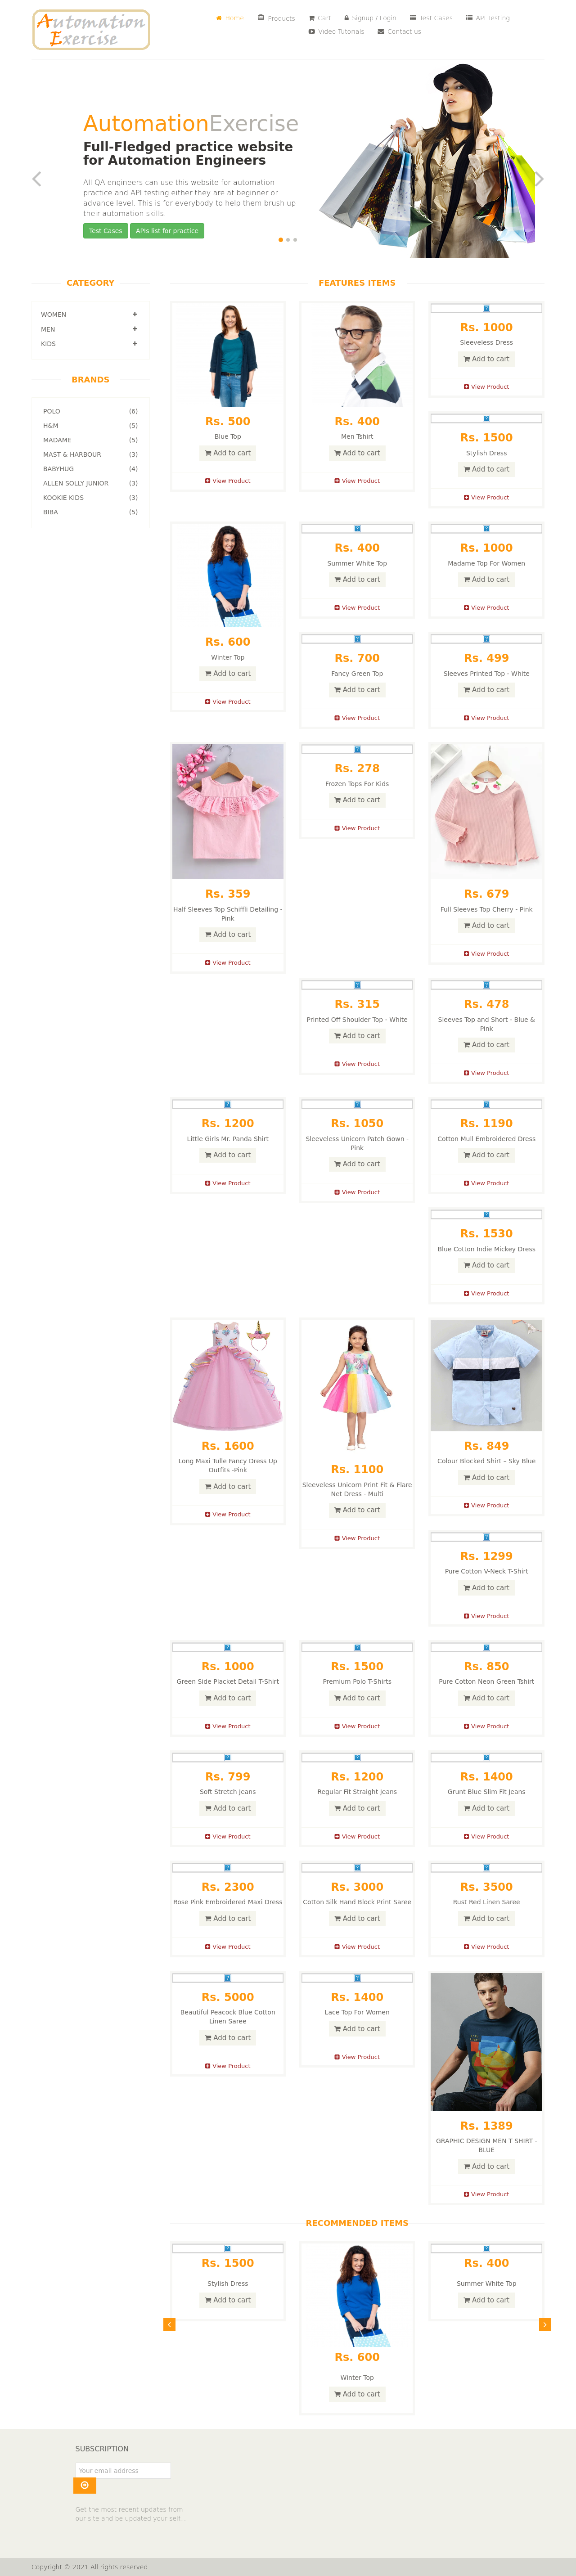 Automation
Exercise
Home
Products
Cart
Signup / Login
Test Cases
API Testing
Video Tutorials
Contact us
AutomationExercise
Full-Fledged practice website
for Automation Engineers
All QA engineers can use this website for automation
practice and API testing either they are at beginner or
advance level. This is for everybody to help them brush up
their automation skills.
Test Cases
APIs list for practice
CATEGORY
WOMEN
MEN
KIDS
BRANDS
POLO (6)
H&M (5)
MADAME (5)
MAST & HARBOUR (3)
BABYHUG (4)
ALLEN SOLLY JUNIOR (3)
KOOKIE KIDS (3)
BIBA (5)
FEATURES ITEMS
Rs. 500
Blue Top
Add to cart
View Product
Rs. 400
Men Tshirt
Add to cart
View Product
Rs. 1000
Sleeveless Dress
Add to cart
View Product
Rs. 1500
Stylish Dress
Add to cart
View Product
Rs. 600
Winter Top
Add to cart
View Product
Rs. 400
Summer White Top
Add to cart
View Product
Rs. 1000
Madame Top For Women
Add to cart
View Product
Rs. 700
Fancy Green Top
Add to cart
View Product
Rs. 499
Sleeves Printed Top - White
Add to cart
View Product
Rs. 359
Half Sleeves Top Schiffli Detailing -
Pink
Add to cart
View Product
Rs. 278
Frozen Tops For Kids
Add to cart
View Product
Rs. 679
Full Sleeves Top Cherry - Pink
Add to cart
View Product
Rs. 315
Printed Off Shoulder Top - White
Add to cart
View Product
Rs. 478
Sleeves Top and Short - Blue &
Pink
Add to cart
View Product
Rs. 1200
Little Girls Mr. Panda Shirt
Add to cart
View Product
Rs. 1050
Sleeveless Unicorn Patch Gown -
Pink
Add to cart
View Product
Rs. 1190
Cotton Mull Embroidered Dress
Add to cart
View Product
Rs. 1530
Blue Cotton Indie Mickey Dress
Add to cart
View Product
Rs. 1600
Long Maxi Tulle Fancy Dress Up
Outfits -Pink
Add to cart
View Product
Rs. 1100
Sleeveless Unicorn Print Fit & Flare
Net Dress - Multi
Add to cart
View Product
Rs. 849
Colour Blocked Shirt – Sky Blue
Add to cart
View Product
Rs. 1299
Pure Cotton V-Neck T-Shirt
Add to cart
View Product
Rs. 1000
Green Side Placket Detail T-Shirt
Add to cart
View Product
Rs. 1500
Premium Polo T-Shirts
Add to cart
View Product
Rs. 850
Pure Cotton Neon Green Tshirt
Add to cart
View Product
Rs. 799
Soft Stretch Jeans
Add to cart
View Product
Rs. 1200
Regular Fit Straight Jeans
Add to cart
View Product
Rs. 1400
Grunt Blue Slim Fit Jeans
Add to cart
View Product
Rs. 2300
Rose Pink Embroidered Maxi Dress
Add to cart
View Product
Rs. 3000
Cotton Silk Hand Block Print Saree
Add to cart
View Product
Rs. 3500
Rust Red Linen Saree
Add to cart
View Product
Rs. 5000
Beautiful Peacock Blue Cotton
Linen Saree
Add to cart
View Product
Rs. 1400
Lace Top For Women
Add to cart
View Product
Rs. 1389
GRAPHIC DESIGN MEN T SHIRT -
BLUE
Add to cart
View Product
RECOMMENDED ITEMS
Rs. 1500
Stylish Dress
Add to cart
Rs. 600
Winter Top
Add to cart
Rs. 400
Summer White Top
Add to cart
SUBSCRIPTION
Your email address
Get the most recent updates from
our site and be updated your self...
Copyright © 2021 All rights reserved